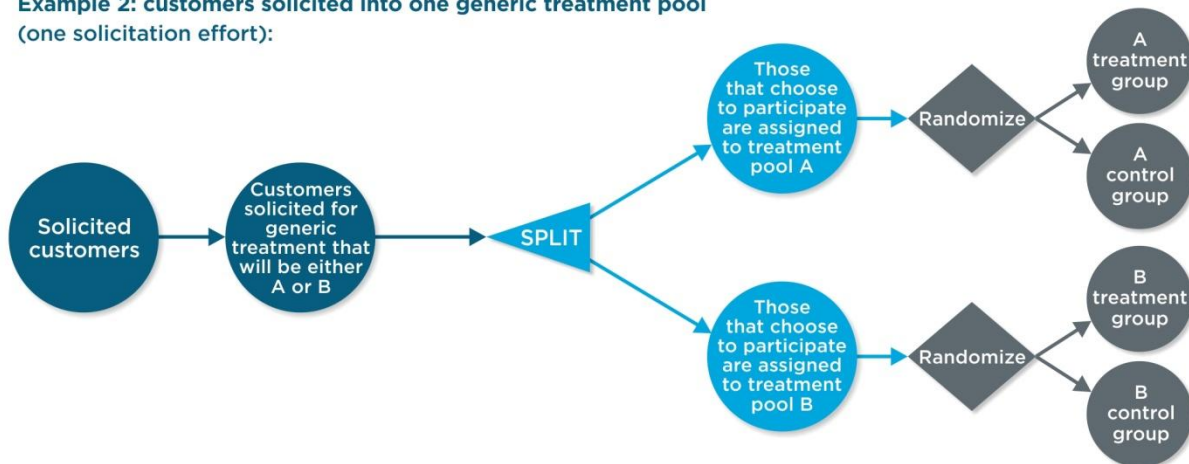 Example 2: customers solicited into one generic treatment pool
(one solicitation effort):
Solicited
customers
Customers
solicited for
generic
treatment that
will be either
A or B
SPLIT
Those
that choose
to participate
are assigned
to treatment
pool A
Randomize
A
treatment
group
A
control
group
Those
that choose
to participate
are assigned
to treatment
pool B
Randomize
B
treatment
group
B
control
group